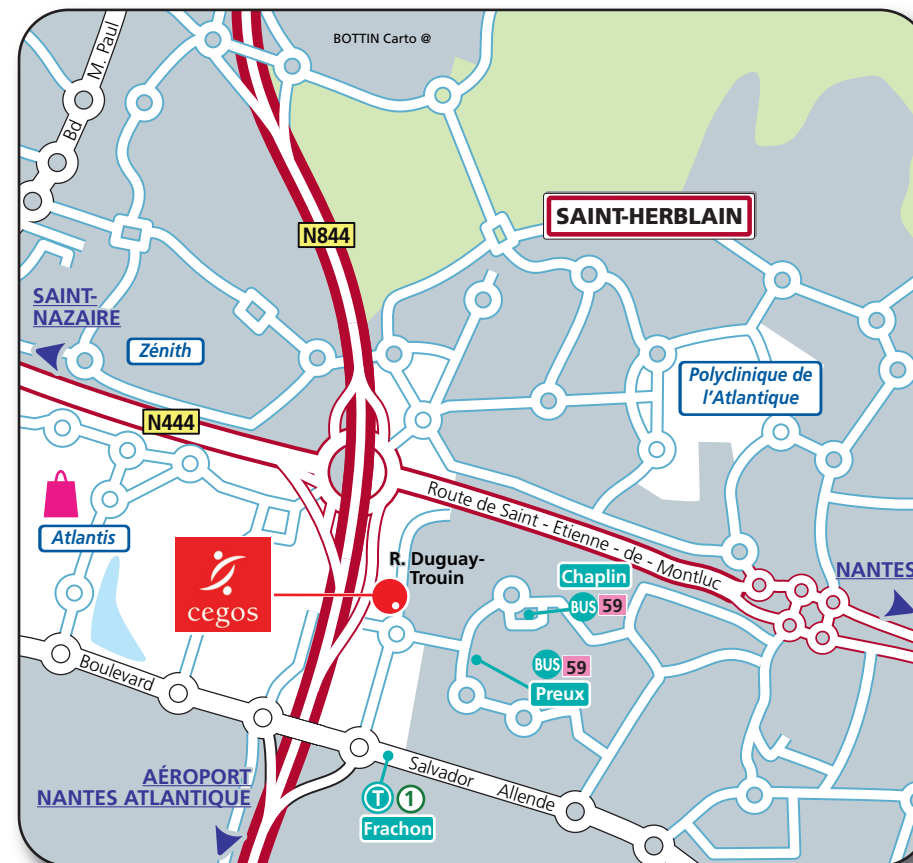 BOTTIN Carto @
Bd M. Paul
SAINT-HERBLAIN
N844
SAINT-
NAZAIRE
Zénith
Polyclinique de
l'Atlantique
N444
Route de Saint - Etienne - de - Montluc
Atlantis
cegos
R. Duguay-
Trouin
Chaplin
BUS 59
NANTES
BUS 59
Preux
Boulevard Salvador Allende
AÉROPORT
NANTES ATLANTIQUE
T 1
Frachon